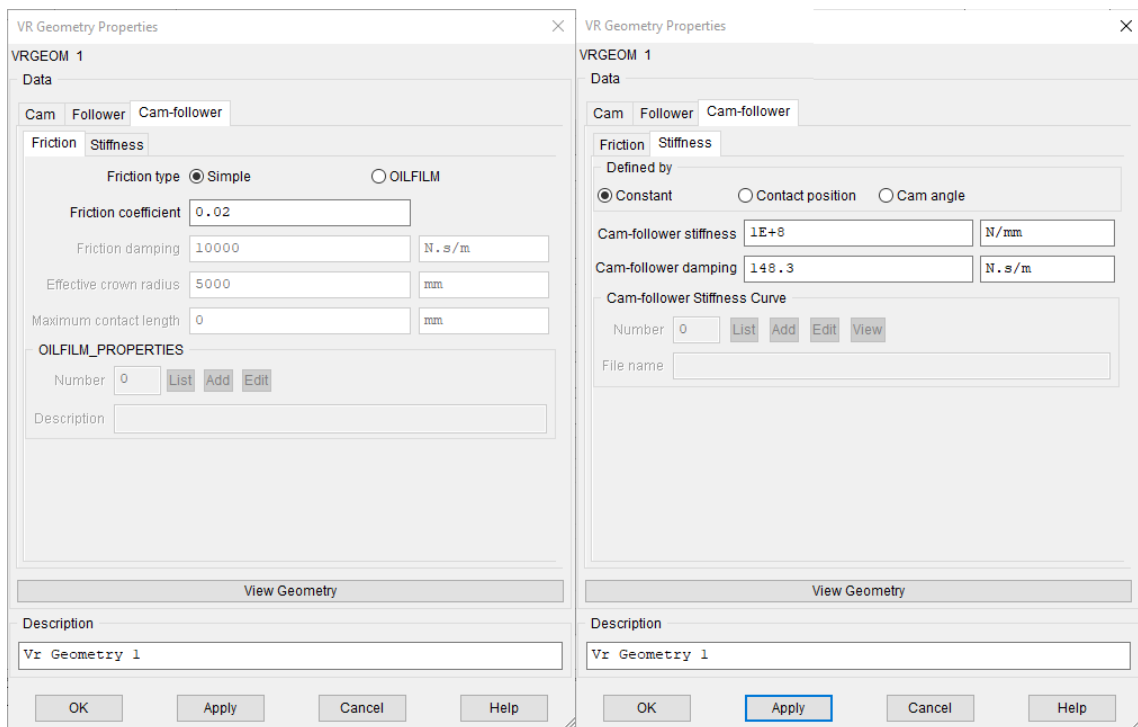 VR Geometry Properties
VRGEOM 1
Data
Cam Follower Cam-follower
Friction Stiffness
Friction type Simple OILFILM
Friction coefficient 0.02
Friction damping 10000 N.s/m
Effective crown radius 5000 mm
Maximum contact length 0 mm
OILFILM_PROPERTIES
Number 0 List Add Edit
Description
View Geometry
Description
Vr Geometry 1
OK Apply Cancel Help
VR Geometry Properties
VRGEOM 1
Data
Cam Follower Cam-follower
Friction Stiffness
Defined by
Constant Contact position Cam angle
Cam-follower stiffness 1E+8 N/mm
Cam-follower damping 148.3 N.s/m
Cam-follower Stiffness Curve
Number 0 List Add Edit View
File name
View Geometry
Description
Vr Geometry 1
OK Apply Cancel Help